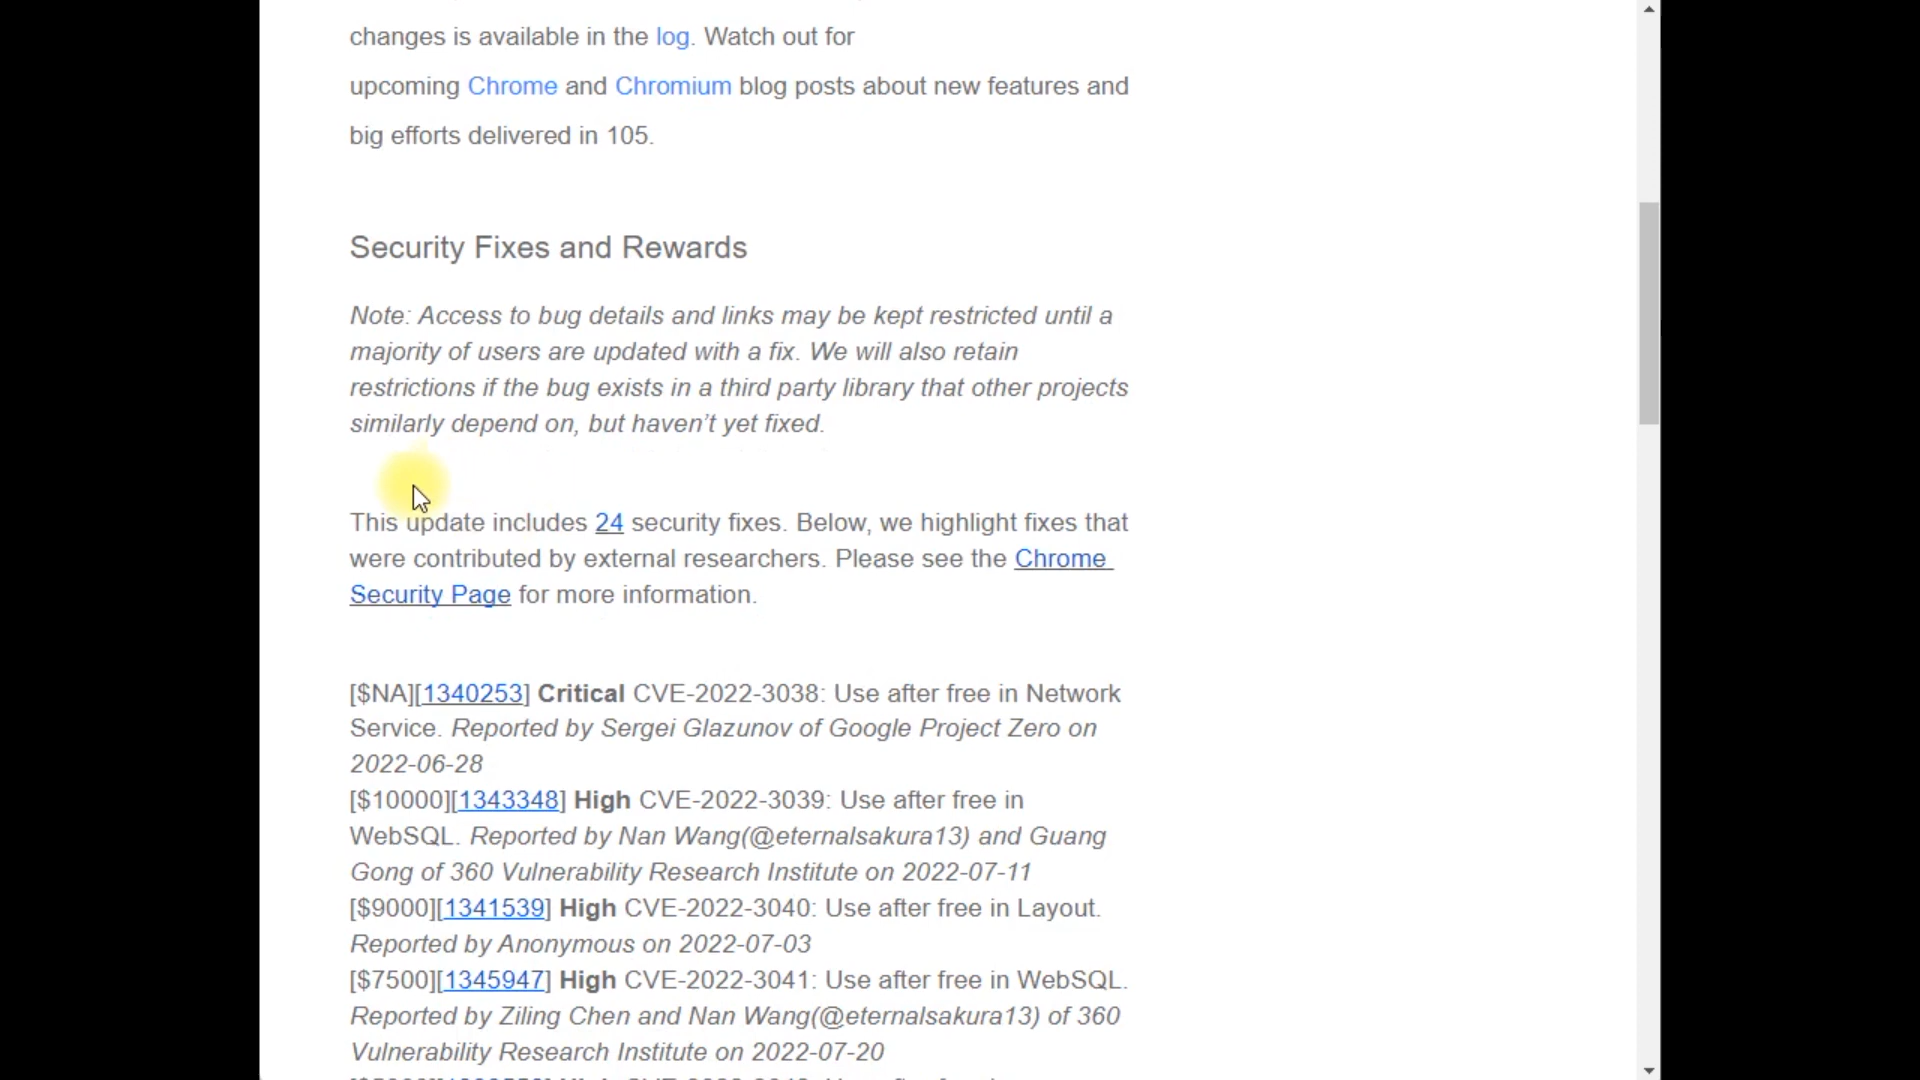 changes is available in the log. Watch out for
upcoming Chrome and Chromium blog posts about new features and
big efforts delivered in 105.
Security Fixes and Rewards
Note: Access to bug details and links may be kept restricted until a
majority of users are updated with a fix. We will also retain
restrictions if the bug exists in a third party library that other projects
similarly depend on, but haven’t yet fixed.
This update includes 24 security fixes. Below, we highlight fixes that
were contributed by external researchers. Please see the Chrome
Security Page for more information.
[$NA][1340253] Critical CVE-2022-3038: Use after free in Network
Service. Reported by Sergei Glazunov of Google Project Zero on
2022-06-28
[$10000][1343348] High CVE-2022-3039: Use after free in
WebSQL. Reported by Nan Wang(@eternalsakura13) and Guang
Gong of 360 Vulnerability Research Institute on 2022-07-11
[$9000][1341539] High CVE-2022-3040: Use after free in Layout.
Reported by Anonymous on 2022-07-03
[$7500][1345947] High CVE-2022-3041: Use after free in WebSQL.
Reported by Ziling Chen and Nan Wang(@eternalsakura13) of 360
Vulnerability Research Institute on 2022-07-20